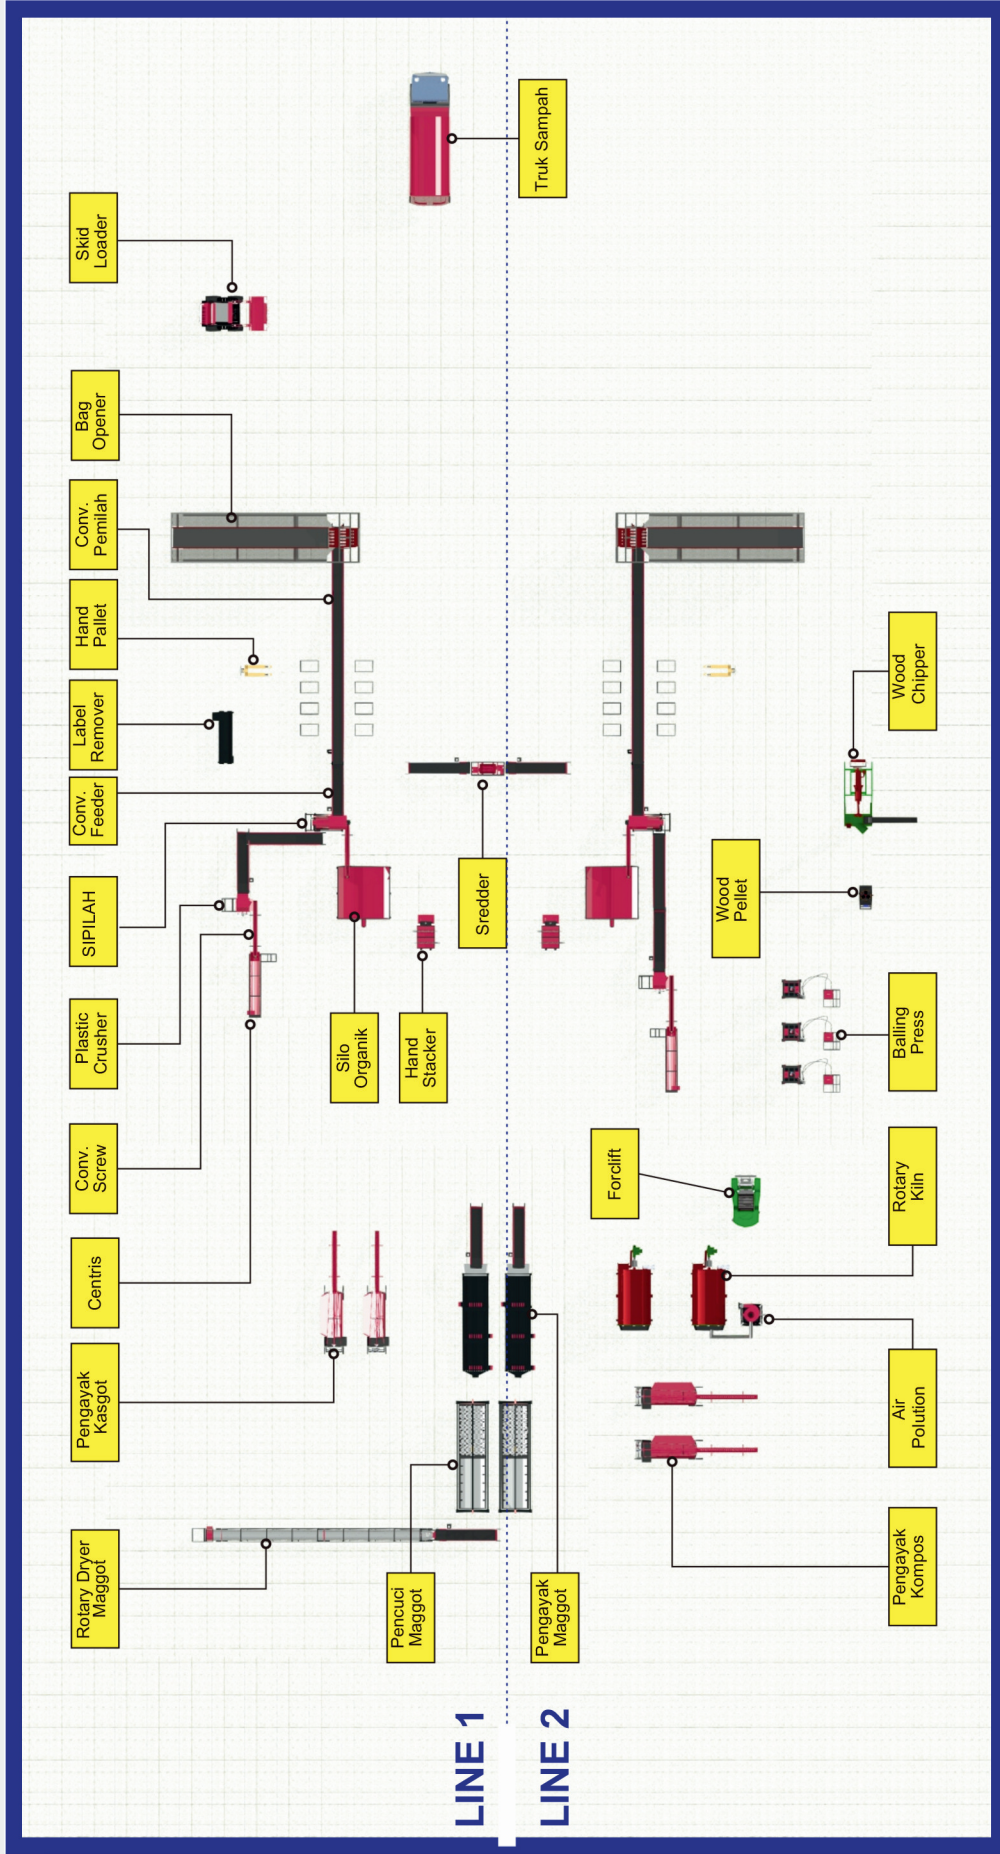 Truk Sampah
Skid
Loader
Bag
Opener
Conv.
Pemilah
Hand
Pallet
Label
Remover
Conv.
Feeder
SIPILAH
Plastic
Crusher
Conv.
Screw
Centris
Pengayak
Kasgot
Rotary Dryer
Maggot
Silo
Organik
Hand
Stacker
Sredder
Pencuci
Maggot
Pengayak
Maggot
Wood
Chipper
Wood
Pellet
Balling
Press
Forclift
Rotary
Kiln
Air
Polution
Pengayak
Kompos
LINE 1
LINE 2